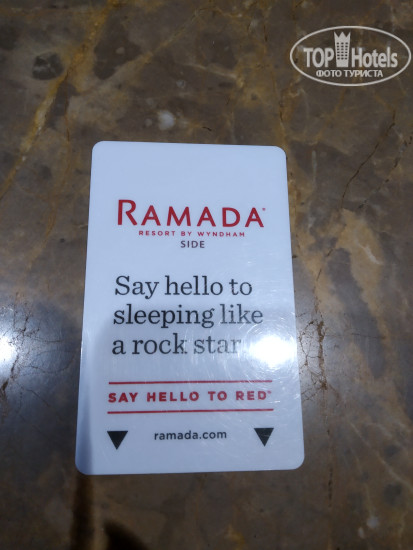 TOP Hotels
ФОТО ТУРИСТА
RAMADA
RESORT BY WYNDHAM
SIDE
Say hello to
sleeping like
a rock star
SAY HELLO TO RED
ramada.com